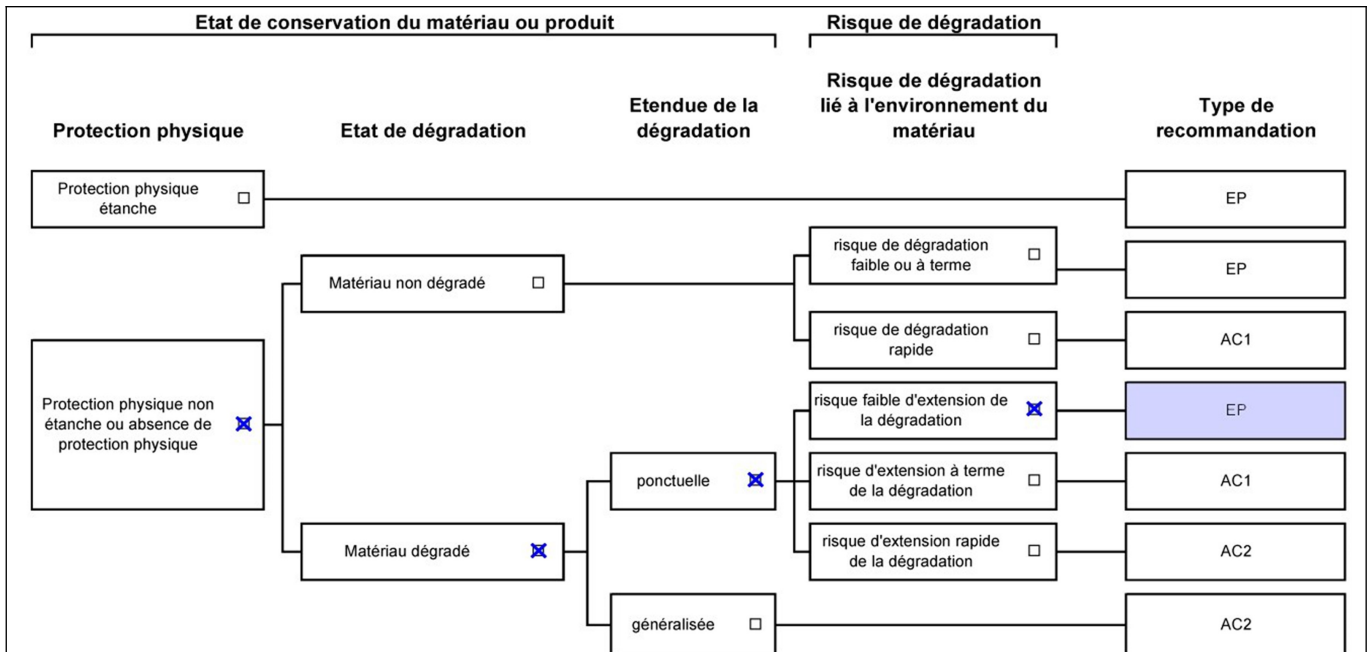 Etat de conservation du matériau ou produit
Risque de dégradation
Protection physique
Etat de dégradation
Etendue de la
dégradation
Risque de dégradation
lié à l'environnement du
matériau
Type de
recommandation
Protection physique
étanche
EP
risque de dégradation
faible ou à terme
EP
Matériau non dégradé
risque de dégradation
rapide
AC1
Protection physique non
étanche ou absence de
protection physique
risque faible d'extension de
la dégradation
EP
ponctuelle
risque d'extension à terme
de la dégradation
AC1
Matériau dégradé
risque d'extension rapide
de la dégradation
AC2
généralisée
AC2